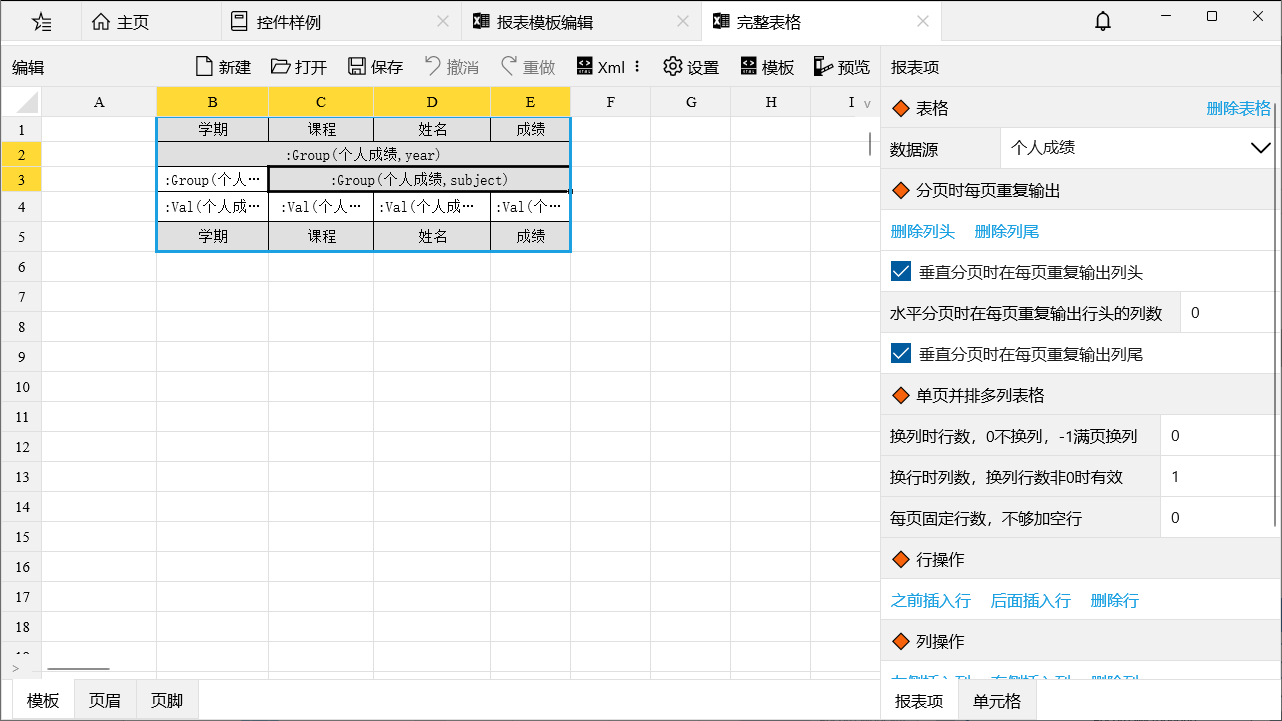 主页 控件样例 报表模板编辑 完整表格
编辑 新建 打开 保存 撤消 重做 Xml 设置 模板 预览 报表项
A B C D E F G H I v
1 学期 课程 姓名 成绩
2 :Group(个人成绩,year)
3 :Group(个人… :Group(个人成绩,subject)
4 :Val(个人成… :Val(个人… :Val(个人成… :Val(个…
5 学期 课程 姓名 成绩
6
7
8
9
10
11
12
13
14
15
16
17
18
>
模板 页眉 页脚
表格 删除表格
数据源 个人成绩
分页时每页重复输出
删除列头 删除列尾
垂直分页时在每页重复输出列头
水平分页时在每页重复输出行头的列数 0
垂直分页时在每页重复输出列尾
单页并排多列表格
换列时行数，0不换列，-1满页换列 0
换行时列数，换列行数非0时有效 1
每页固定行数，不够加空行 0
行操作
之前插入行 后面插入行 删除行
列操作
报表项 单元格